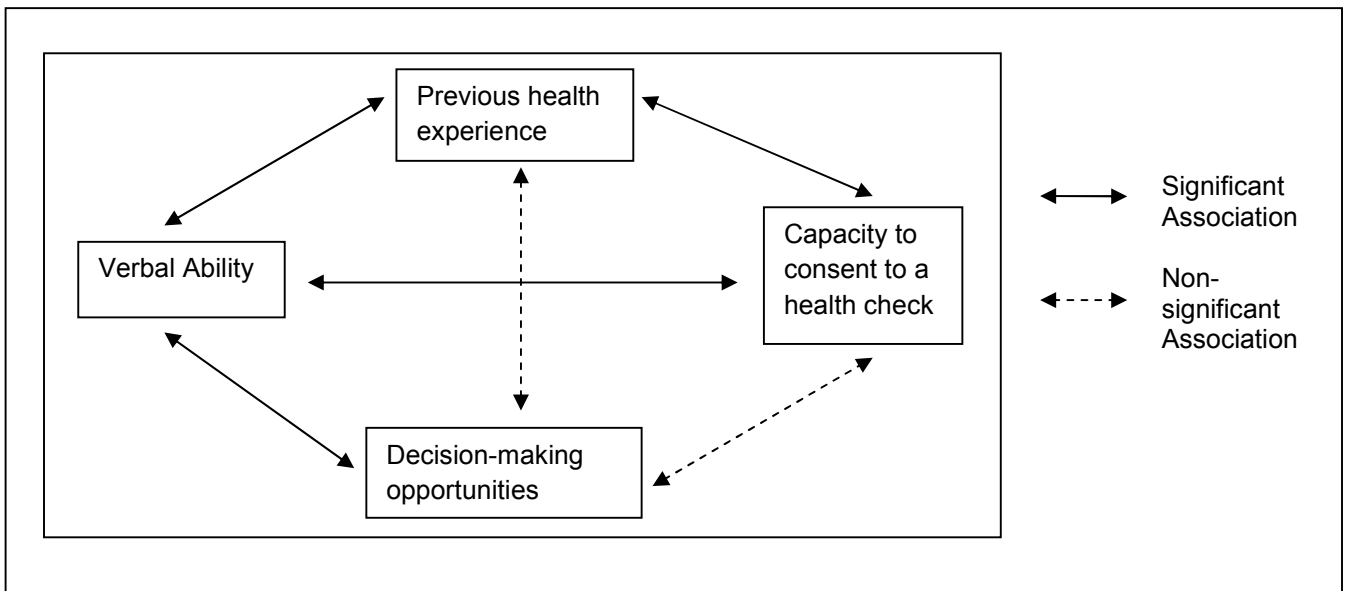 Previous health
experience
Verbal Ability
Capacity to
consent to a
health check
Decision-making
opportunities
Significant
Association
Non-
significant
Association